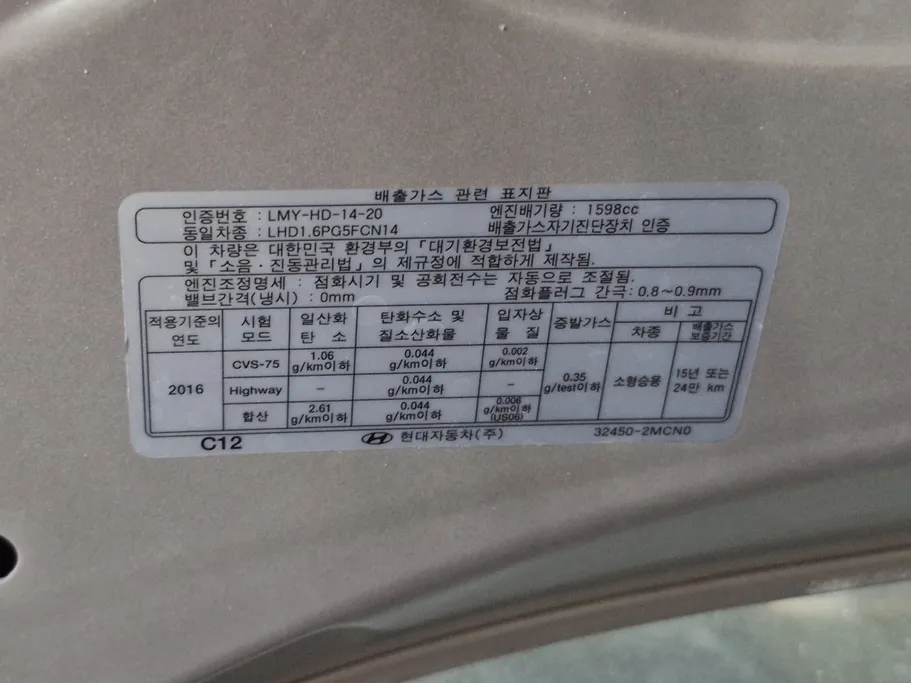 배출가스 관련 표지판
인증번호 : LMY-HD-14-20 엔진배기량 : 1598cc
동일차종 : LHD1.6PG5FCN14 배출가스자기진단장치 인증
이 차량은 대한민국 환경부의 「대기환경보전법」
및 「소음·진동관리법」의 제규정에 적합하게 제작됨.
엔진조정명세 : 점화시기 및 공회전수는 자동으로 조절됨.
밸브간격(냉시) : 0mm 점화플러그 간극: 0.8~0.9mm
적용기준의 연도 시험 모드 일산화 탄소 탄화수소 및 질소산화물 입자상 물질 증발가스 비고
차종 배출가스 보증기간
2016 CVS-75 1.06 g/km이하 0.044 g/km이하 0.002 g/km이하 0.35 g/test이하 소형승용 15년 또는 24만 km
Highway - 0.044 g/km이하 -
합산 2.61 g/km이하 0.044 g/km이하 0.006 g/km이하 (US06)
C12 현대자동차(주) 32450-2MCN0